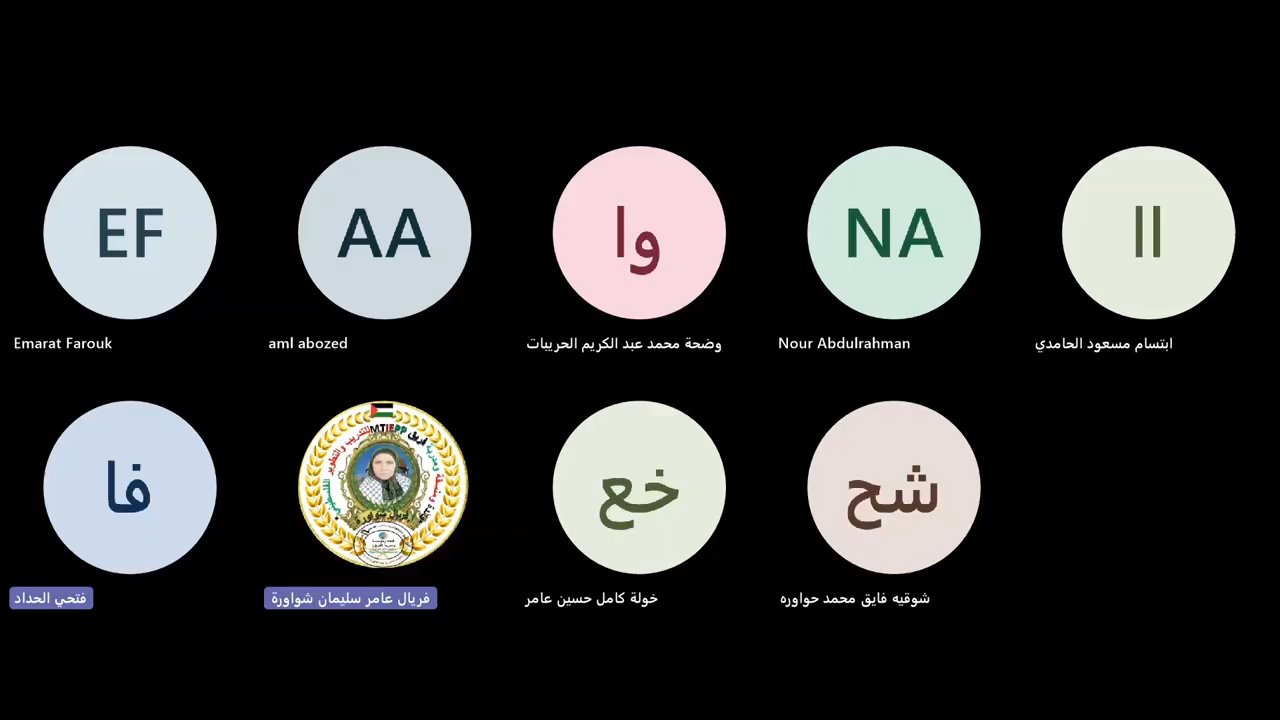 EF
AA
وا
NA
اا
Emarat Farouk
aml abozed
وضحة محمد عبد الكريم الحريبات
Nour Abdulrahman
ابتسام مسعود الحامدي
فا
MTIEPP
خع
شح
فتحي الحداد
فريال عامر سليمان شواورة
خولة كامل حسين عامر
شوقيه فايق محمد حواوره